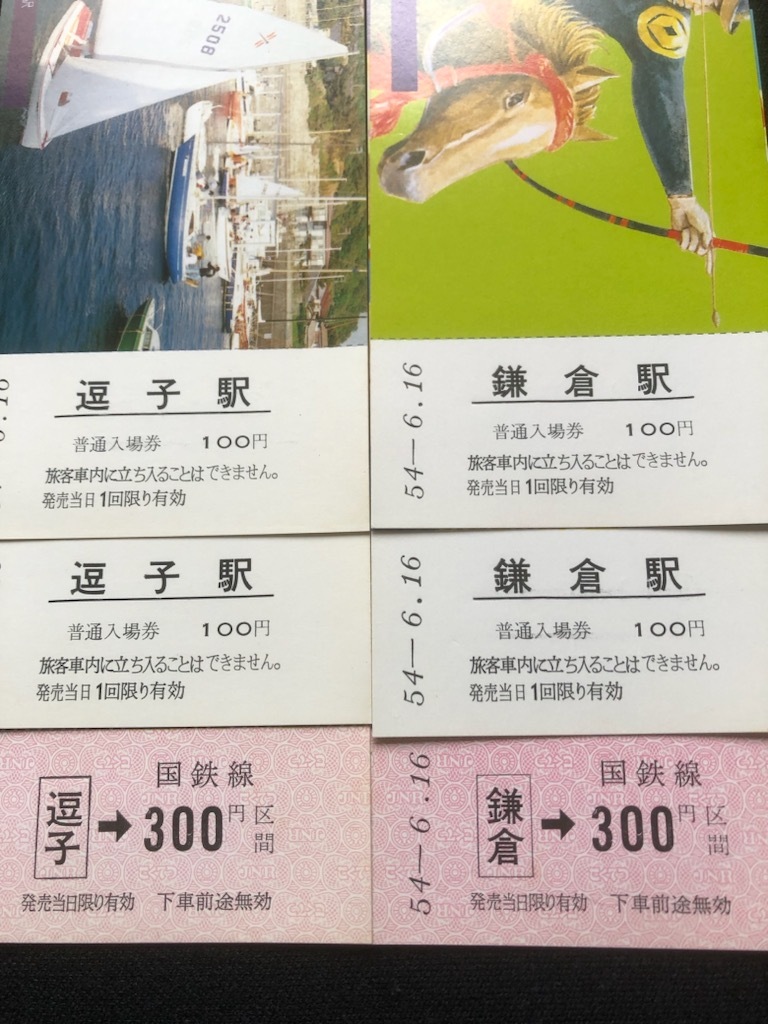 2508
逗子駅
普通入場券 100円
旅客車内に立ち入ることはできません。
発売当日1回限り有効
鎌倉駅
普通入場券 100円
旅客車内に立ち入ることはできません。
発売当日1回限り有効
54-6.16
逗子駅
普通入場券 100円
旅客車内に立ち入ることはできません。
発売当日1回限り有効
鎌倉駅
普通入場券 100円
旅客車内に立ち入ることはできません。
発売当日1回限り有効
54-6.16
国鉄線
逗子➡300円区間
発売当日限り有効 下車前途無効
国鉄線
鎌倉➡300円区間
発売当日限り有効 下車前途無効
54-6.16